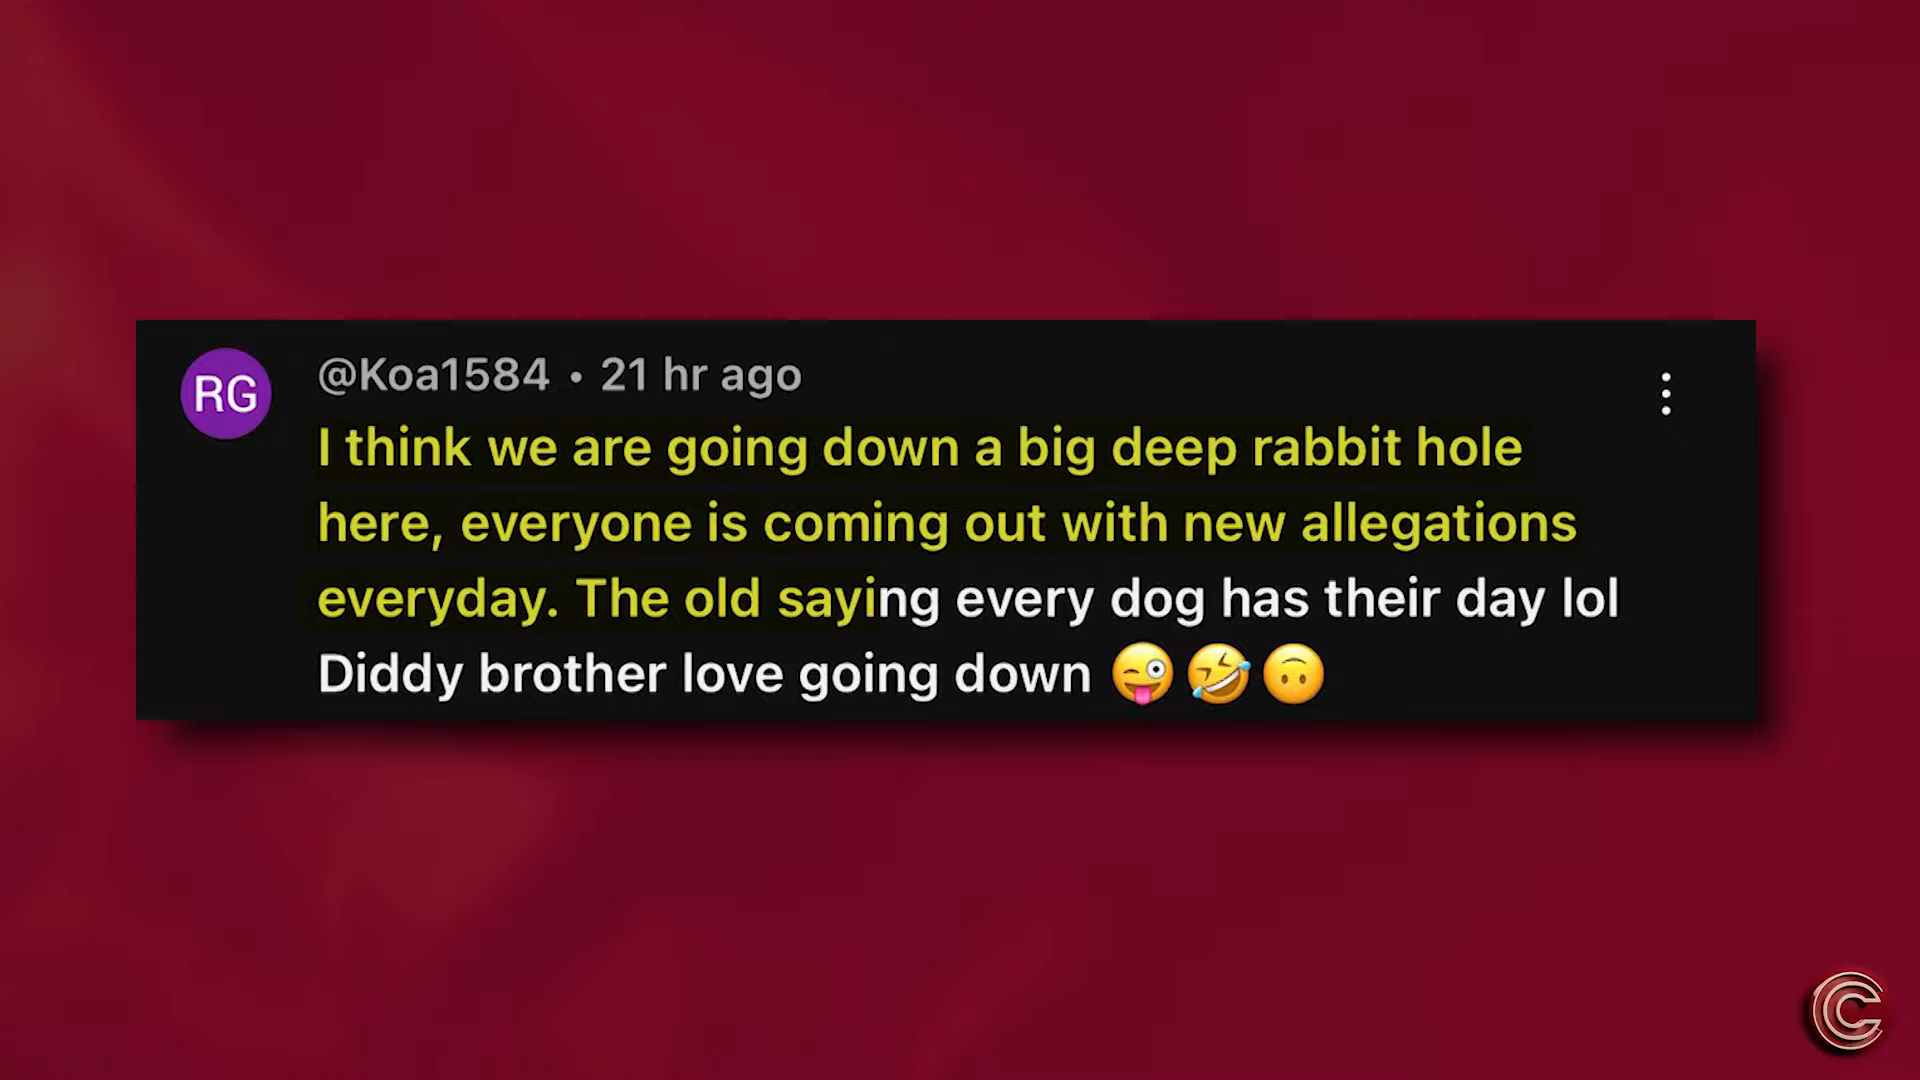 RG
@Koa1584 • 21 hr ago
I think we are going down a big deep rabbit hole
here, everyone is coming out with new allegations
everyday. The old saying every dog has their day lol
Diddy brother love going down 😜🤣🙃
C